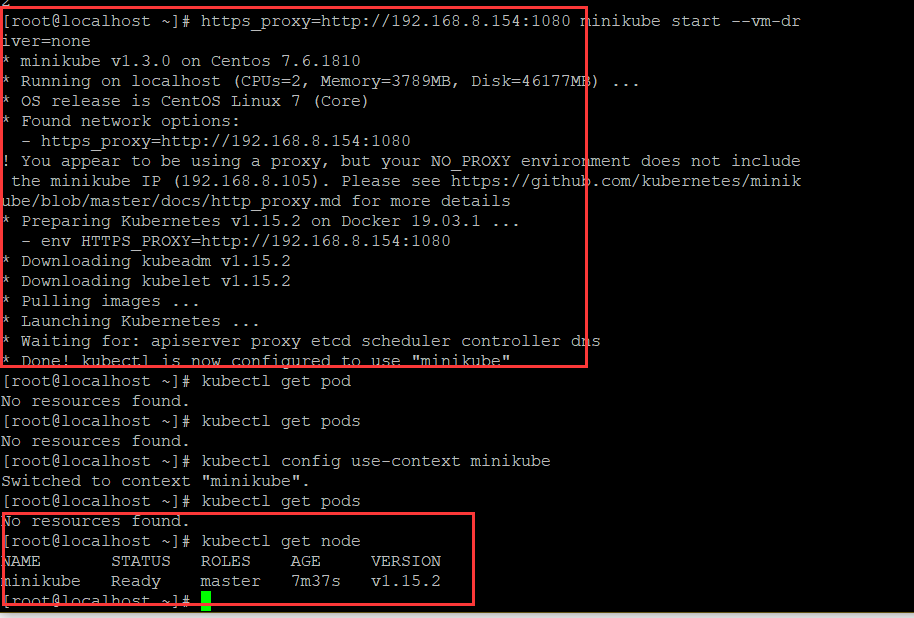 2
[root@localhost ~]# https_proxy=http://192.168.8.154:1080 minikube start --vm-dr
iver=none
* minikube v1.3.0 on Centos 7.6.1810
* Running on localhost (CPUs=2, Memory=3789MB, Disk=46177MB) ...
* OS release is CentOS Linux 7 (Core)
* Found network options:
  - https_proxy=http://192.168.8.154:1080
! You appear to be using a proxy, but your NO_PROXY environment does not include
 the minikube IP (192.168.8.105). Please see https://github.com/kubernetes/minik
ube/blob/master/docs/http_proxy.md for more details
* Preparing Kubernetes v1.15.2 on Docker 19.03.1 ...
  - env HTTPS_PROXY=http://192.168.8.154:1080
* Downloading kubeadm v1.15.2
* Downloading kubelet v1.15.2
* Pulling images ...
* Launching Kubernetes ...
* Waiting for: apiserver proxy etcd scheduler controller dns
* Done! kubectl is now configured to use "minikube"
[root@localhost ~]# kubectl get pod
No resources found.
[root@localhost ~]# kubectl get pods
No resources found.
[root@localhost ~]# kubectl config use-context minikube
Switched to context "minikube".
[root@localhost ~]# kubectl get pods
No resources found.
[root@localhost ~]# kubectl get node
NAME       STATUS   ROLES    AGE     VERSION
minikube   Ready    master   7m37s   v1.15.2
[root@localhost ~]#